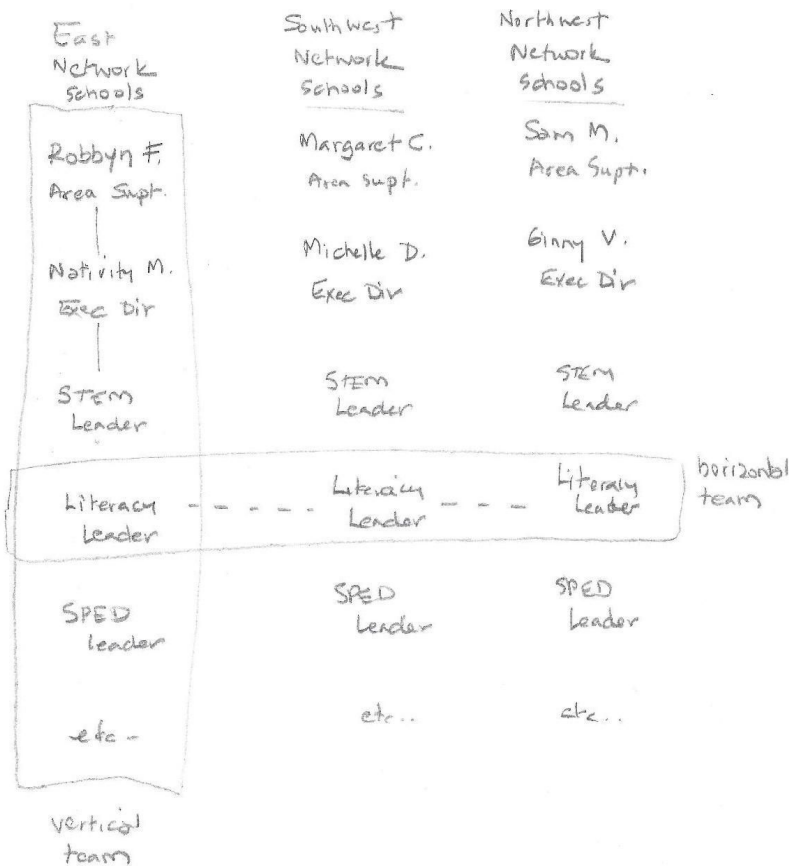 East
Network
Schools
Robbyn F.
Area Supt.
Nativity M.
Exec Dir
STEM
Leader
Literacy
Leader
SPED
leader
etc -
vertical
team
Southwest
Network
Schools
Margaret C.
Area Supt.
Michelle D.
Exec Dir
STEM
Leader
Literacy
Leader
SPED
Leader
etc..
Northwest
Network
Schools
Sam M.
Area Supt.
Ginny V.
Exec Dir
STEM
Leader
Literacy
Leader
SPED
Leader
etc..
horizontal
team